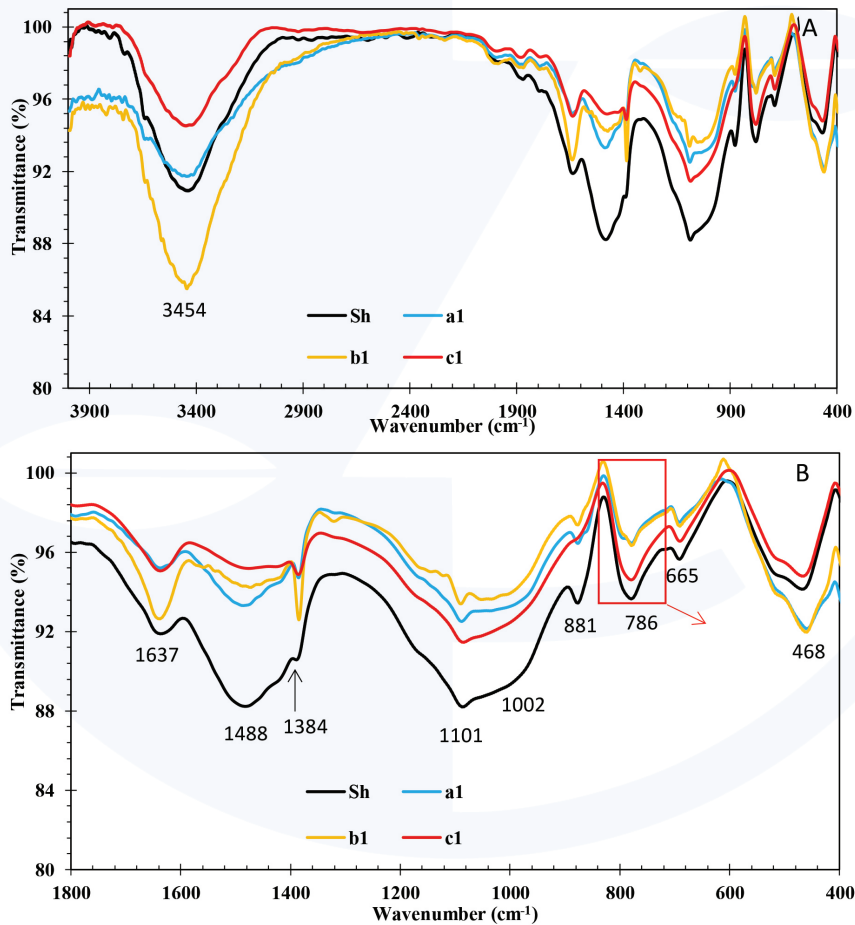 A
100
96
92
88
84
80
Transmittance (%)
3454
Sh a1
b1 c1
3900 3400 2900 2400 1900 1400 900 400
Wavenumber (cm-1)
B
100
96
92
88
84
80
Transmittance (%)
665
881 786
1637 468
1488 1384 1101 1002
Sh a1
b1 c1
1800 1600 1400 1200 1000 800 600 400
Wavenumber (cm-1)